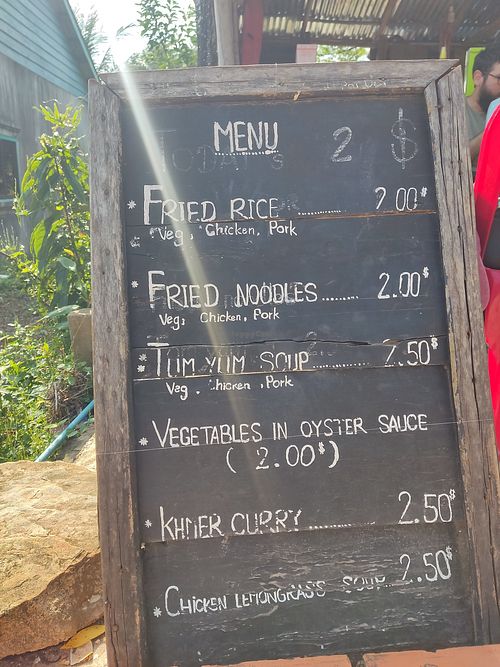 MENU 2 $
TODAY'S
* FRIED RICE .............. 2.00$
Veg, Chicken, Pork
* FRIED NOODLES ......... 2.00$
Veg, Chicken, Pork
* TUM YUM SOUP ............ 2.50$
Veg, Chicken, Pork
* VEGETABLES IN OYSTER SAUCE
( 2.00$ )
* KHMER CURRY ............ 2.50$
* CHICKEN LEMONGRASS SOUP 2.50$